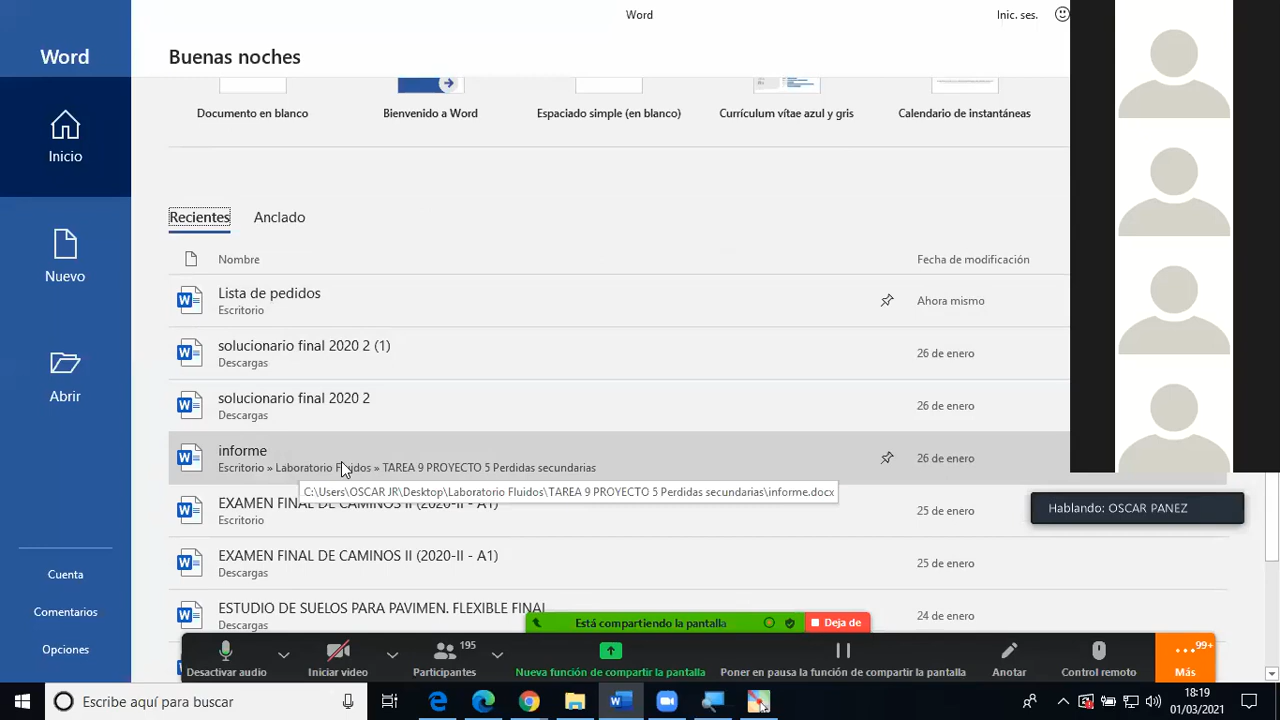 Word
Inic. ses.
Word
Buenas noches
Documento en blanco
Bienvenido a Word
Espaciado simple (en blanco)
Currículum vítae azul y gris
Calendario de instantáneas
Inicio
Nuevo
Abrir
Recientes
Anclado
Nombre
Fecha de modificación
Lista de pedidos
Escritorio
Ahora mismo
solucionario final 2020 2 (1)
Descargas
26 de enero
solucionario final 2020 2
Descargas
26 de enero
informe
Escritorio » Laboratorio Fluidos » TAREA 9 PROYECTO 5 Perdidas secundarias
26 de enero
C:\Users\OSCAR JR\Desktop\Laboratorio Fluidos\TAREA 9 PROYECTO 5 Perdidas secundarias\informe.docx
EXAMEN FINAL DE CAMINOS II (2020-II - A1)
Escritorio
25 de enero
Hablando: OSCAR PANEZ
EXAMEN FINAL DE CAMINOS II (2020-II - A1)
Descargas
25 de enero
ESTUDIO DE SUELOS PARA PAVIMEN. FLEXIBLE FINAL
Descargas
24 de enero
Cuenta
Comentarios
Opciones
Está compartiendo la pantalla
Deja de
Desactivar audio
Iniciar video
195
Participantes
Nueva función de compartir la pantalla
Poner en pausa la función de compartir la pantalla
Anotar
Control remoto
99+
Más
Escribe aquí para buscar
18:19
01/03/2021